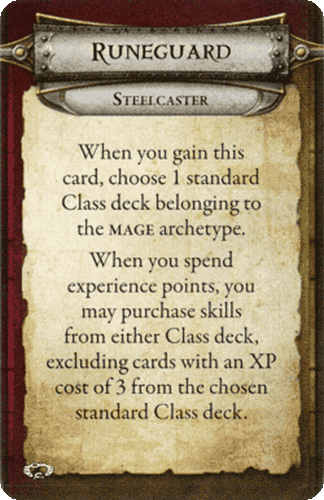 RUNEGUARD
STEELCASTER
When you gain this
card, choose 1 standard
Class deck belonging to
the MAGE archetype.
When you spend
experience points, you
may purchase skills
from either Class deck,
excluding cards with an XP
cost of 3 from the chosen
standard Class deck.